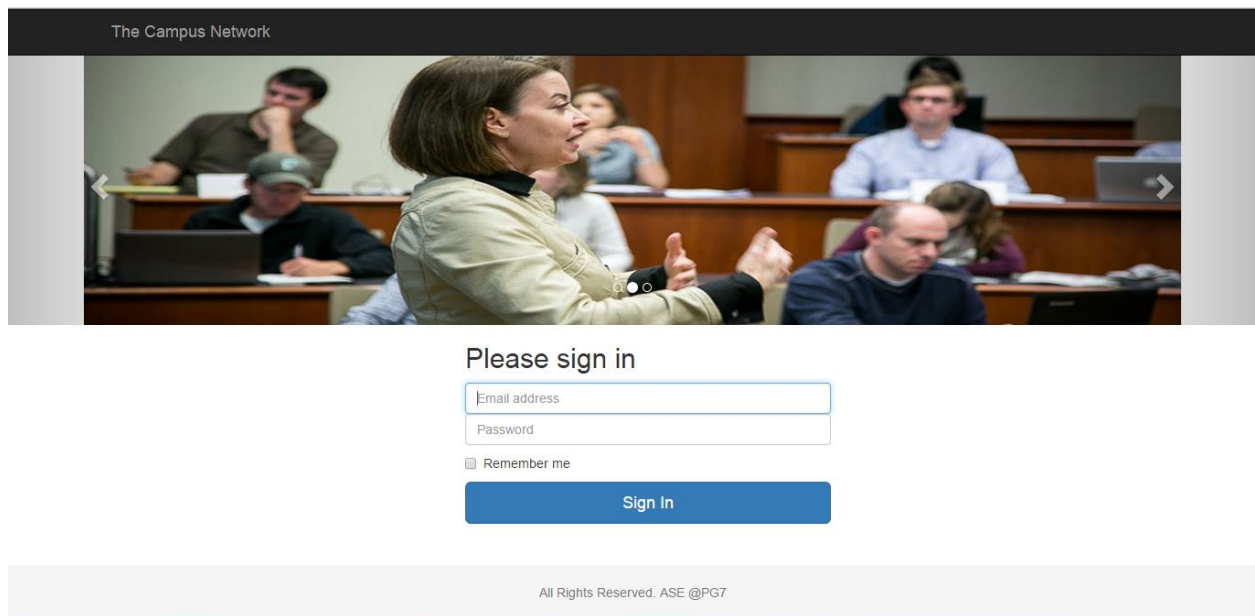 The Campus Network
Please sign in
Email address
Password
Remember me
Sign In
All Rights Reserved. ASE @PG7